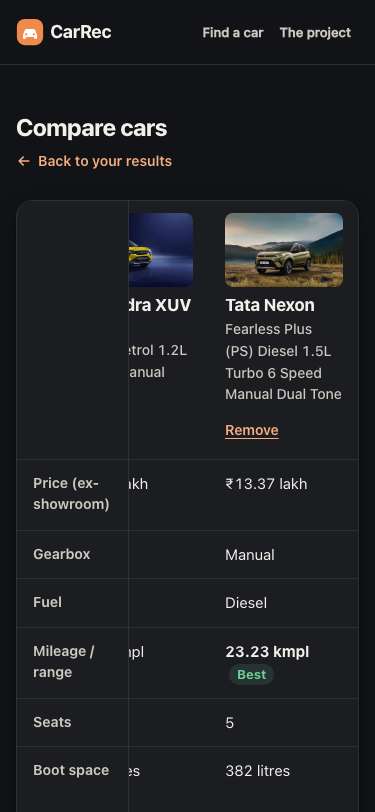 CarRec
Find a car
The project
Compare cars
← Back to your results
dra XUV
Tata Nexon
Fearless Plus
etrol 1.2L
(PS) Diesel 1.5L
anual
Turbo 6 Speed
Manual Dual Tone
Remove
Price (ex-
showroom)
akh
₹13.37 lakh
Gearbox
Manual
Fuel
Diesel
Mileage /
range
npl
23.23 kmpl
Best
Seats
5
Boot space
es
382 litres